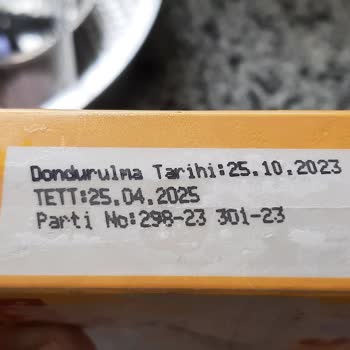 Dondurulma Tarihi:25.10.2023
TETT:25.04.2025
Parti No:298-23 301-23